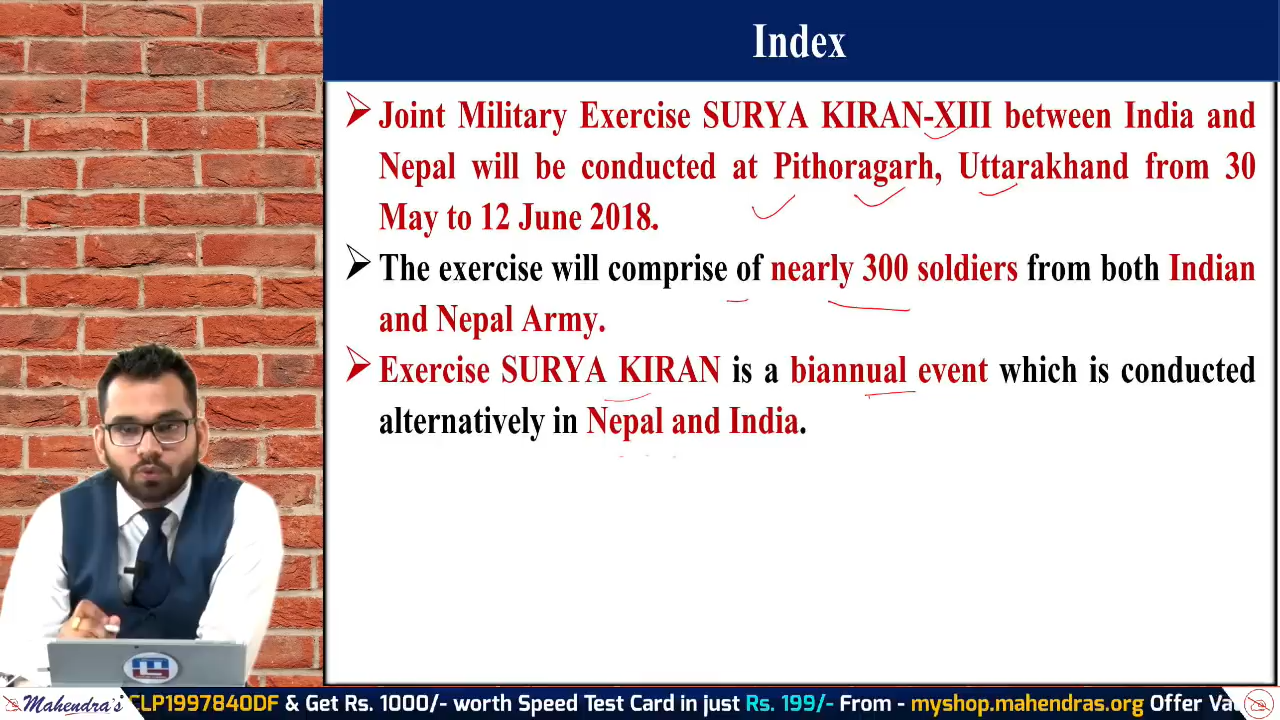 Index
Joint Military Exercise SURYA KIRAN-XIII between India and
Nepal will be conducted at Pithoragarh, Uttarakhand from 30
May to 12 June 2018.
The exercise will comprise of nearly 300 soldiers from both Indian
and Nepal Army.
Exercise SURYA KIRAN is a biannual event which is conducted
alternatively in Nepal and India.
Mahendra's CLP1997840DF & Get Rs. 1000/- worth Speed Test Card in just Rs. 199/- From - myshop.mahendras.org Offer Va